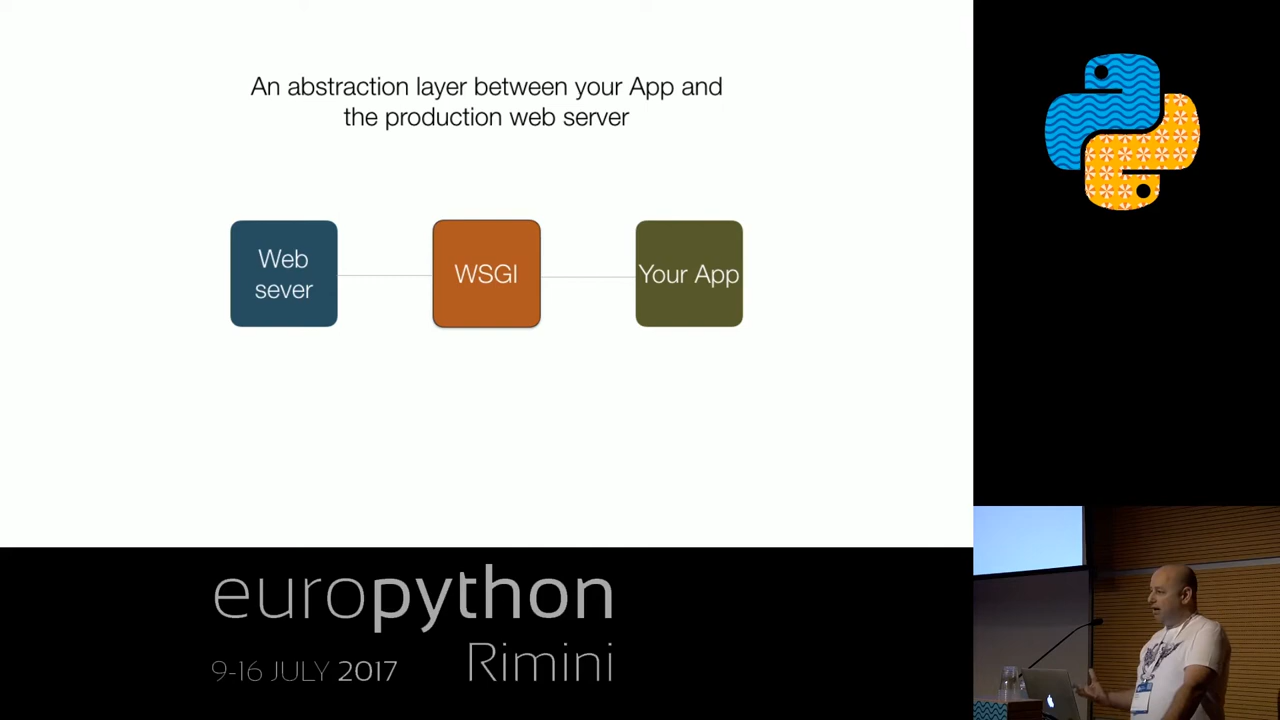 An abstraction layer between your App and
the production web server
Web
sever
WSGI
Your App
europython
Rimini
9-16 JULY 2017